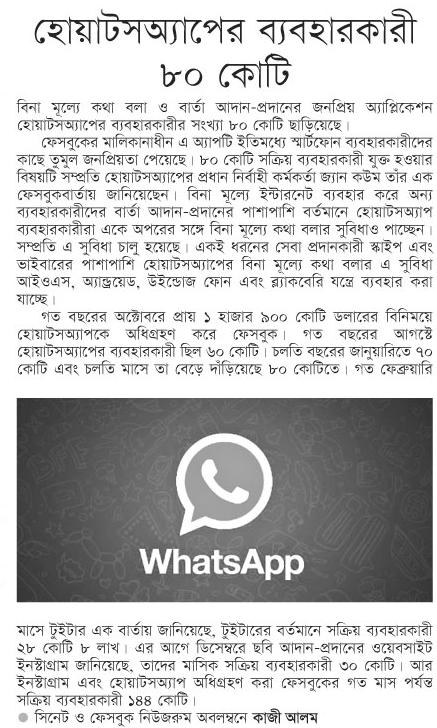 হোয়াটসঅ্যাপের ব্যবহারকারী
৮০ কোটি
বিনা মূল্যে কথা বলা ও বার্তা আদান-প্রদানের জনপ্রিয় অ্যাপ্লিকেশন
হোয়াটসঅ্যাপের ব্যবহারকারীর সংখ্যা ৮০ কোটি ছাড়িয়েছে।
ফেসবুকের মালিকানাধীন এ অ্যাপটি ইতিমধ্যে স্মার্টফোন ব্যবহারকারীদের
কাছে তুমুল জনপ্রিয়তা পেয়েছে। ৮০ কোটি সক্রিয় ব্যবহারকারী যুক্ত হওয়ার
বিষয়টি সম্প্রতি হোয়াটসঅ্যাপের প্রধান নির্বাহী কর্মকর্তা জ্যান কউম তাঁর এক
ফেসবুকবার্তায় জানিয়েছেন। বিনা মূল্যে ইন্টারনেট ব্যবহার করে অন্য
ব্যবহারকারীদের বার্তা আদান-প্রদানের পাশাপাশি বর্তমানে হোয়াটসঅ্যাপ
ব্যবহারকারীরা একে অপরের সঙ্গে বিনা মূল্যে কথা বলার সুবিধাও পাচ্ছেন।
সম্প্রতি এ সুবিধা চালু হয়েছে। একই ধরনের সেবা প্রদানকারী স্কাইপ এবং
ভাইবারের পাশাপাশি হোয়াটসঅ্যাপের বিনা মূল্যে কথা বলার এ সুবিধা
আইওএস, অ্যান্ড্রয়েড, উইন্ডোজ ফোন এবং ব্ল্যাকবেরি যন্ত্রে ব্যবহার করা
যাচ্ছে।
গত বছরের অক্টোবরে প্রায় ১ হাজার ৯০০ কোটি ডলারের বিনিময়ে
হোয়াটসঅ্যাপকে অধিগ্রহণ করে ফেসবুক। গত বছরের আগস্টে
হোয়াটসঅ্যাপের ব্যবহারকারী ছিল ৬০ কোটি। চলতি বছরের জানুয়ারিতে ৭০
কোটি এবং চলতি মাসে তা বেড়ে দাঁড়িয়েছে ৮০ কোটিতে। গত ফেব্রুয়ারি
WhatsApp
মাসে টুইটার এক বার্তায় জানিয়েছে, টুইটারের বর্তমানে সক্রিয় ব্যবহারকারী
২৮ কোটি ৮ লাখ। এর আগে ডিসেম্বরে ছবি আদান-প্রদানের ওয়েবসাইট
ইনস্টাগ্রাম জানিয়েছে, তাদের মাসিক সক্রিয় ব্যবহারকারী ৩০ কোটি। আর
ইনস্টাগ্রাম এবং হোয়াটসঅ্যাপ অধিগ্রহণ করা ফেসবুকের গত মাস পর্যন্ত
সক্রিয় ব্যবহারকারী ১৪৪ কোটি।
● সিনেট ও ফেসবুক নিউজরুম অবলম্বনে কাজী আলম